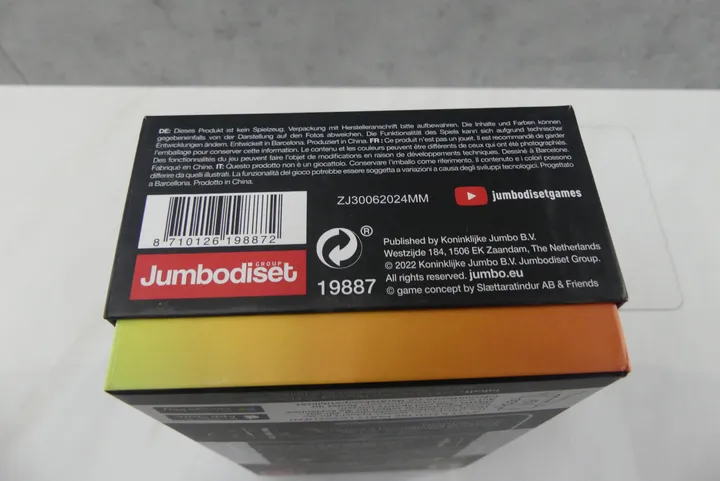 DE: Dieses Produkt ist kein Spielzeug. Verpackung mit Herstelleranschrift bitte aufbewahren. Die Inhalte und Farben können
gegebenenfalls von der Darstellung auf den Fotos abweichen. Die Funktionalität des Spiels kann sich aufgrund technischer
Entwicklungen ändern. Entwickelt in Barcelona. Produziert in China. FR : Ce produit n'est pas un jouet. Il est recommandé de garder
l'emballage pour conserver cette information. Le contenu et les couleurs peuvent être différents de ceux qui ont été photographiés.
Des fonctionnalités du jeu peuvent faire l'objet de modifications en raison de développements techniques. Dessiné à Barcelone.
Fabriqué en Chine. IT: Questo prodotto non è un giocattolo. Conservare l'imballo come riferimento. Il contenuto e i colori possono
differire da quelli illustrati. La funzionalità del gioco potrebbe essere soggetta a variazioni a causa degli sviluppi tecnologici. Progettato
a Barcelona. Prodotto in China.
ZJ30062024MM
jumbodisetgames
8 710126 198872
GROUP
Jumbodiset
®
19887
Published by Koninklijke Jumbo B.V.
Westzijde 184, 1506 EK Zaandam, The Netherlands
© 2022 Koninklijke Jumbo B.V. Jumbodiset Group.
All rights reserved. jumbo.eu
© game concept by Slættaratindur AB & Friends